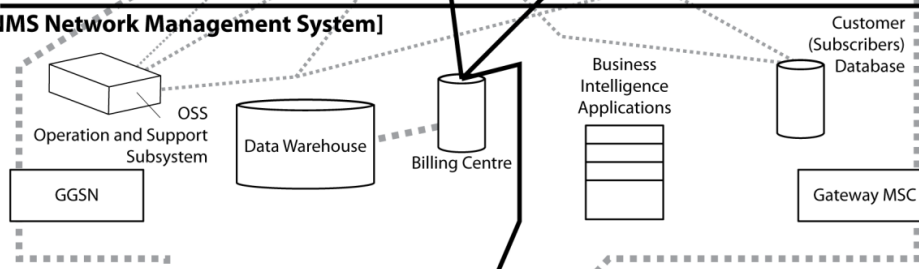 NMS Network Management System]
Customer
(Subscribers)
Database
Business
Intelligence
Applications
OSS
Operation and Support
Subsystem
Data Warehouse
Billing Centre
GGSN
Gateway MSC